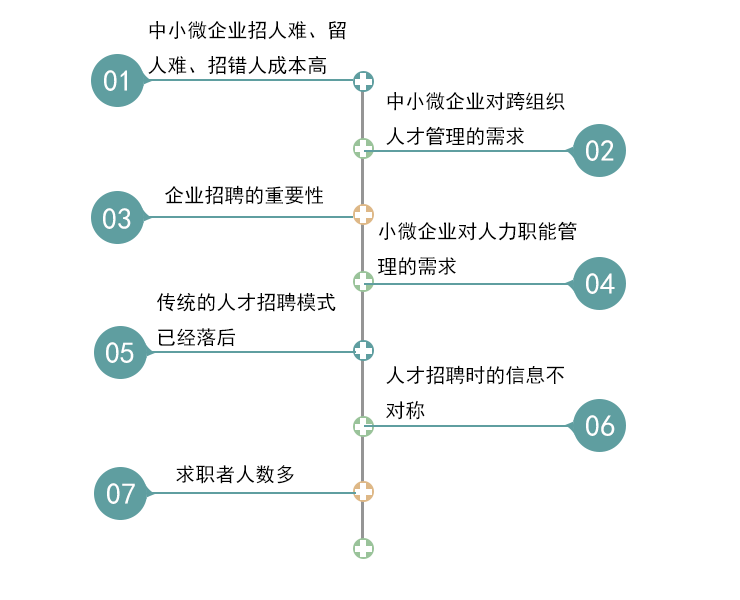 01
中小微企业招人难、留
人难、招错人成本高
02
中小微企业对跨组织
人才管理的需求
03
企业招聘的重要性
04
小微企业对人力职能管
理的需求
05
传统的人才招聘模式
已经落后
06
人才招聘时的信息不
对称
07
求职者人数多